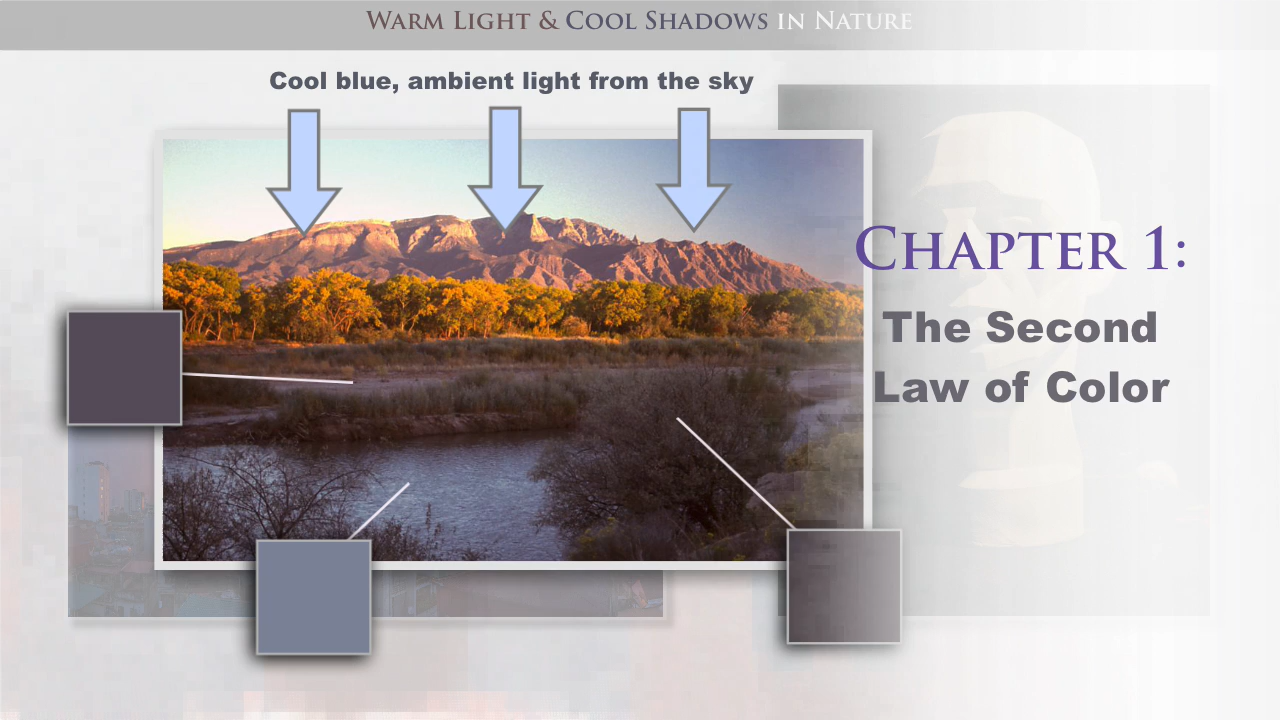 Warm Light & Cool Shadows in Nature
Cool blue, ambient light from the sky
Chapter 1:
The Second
Law of Color